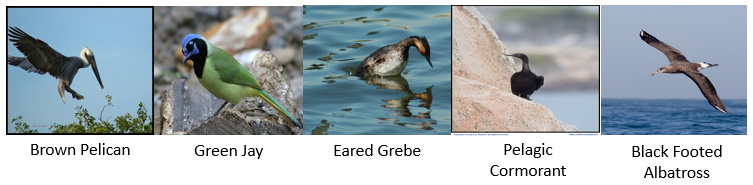 Brown Pelican
Green Jay
Eared Grebe
Pelagic
Cormorant
Black Footed
Albatross